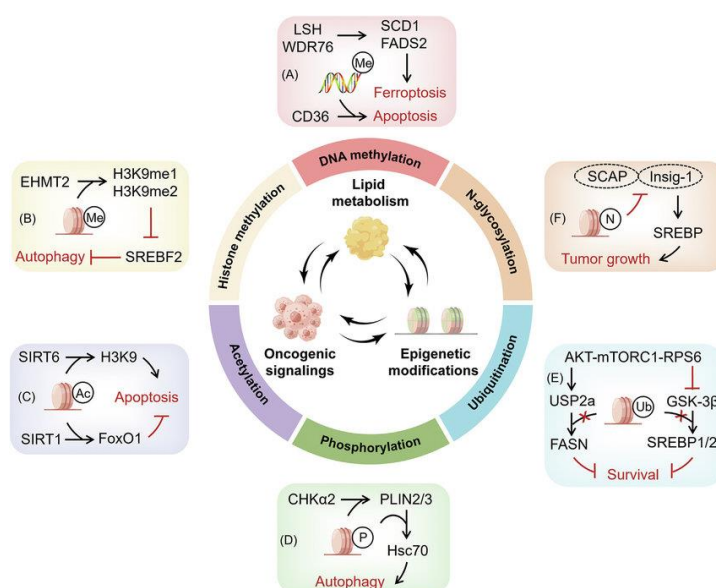 LSH
WDR76
SCD1
FADS2
(A)
Me
Ferroptosis
CD36
Apoptosis
EHMT2
H3K9me1
H3K9me2
(B)
Me
Autophagy
SREBF2
SIRT6
H3K9
(C)
Ac
Apoptosis
SIRT1
FoxO1
CHKα2
PLIN2/3
(D)
P
Hsc70
Autophagy
AKT-mTORC1-RPS6
(E)
USP2a
Ub
GSK-3β
FASN
SREBP1/2
Survival
SCAP
Insig-1
(F)
N
SREBP
Tumor growth
DNA methylation
N-glycosylation
Ubiquitination
Phosphorylation
Acetylation
Histone methylation
Lipid
metabolism
Oncogenic
signalings
Epigenetic
modifications